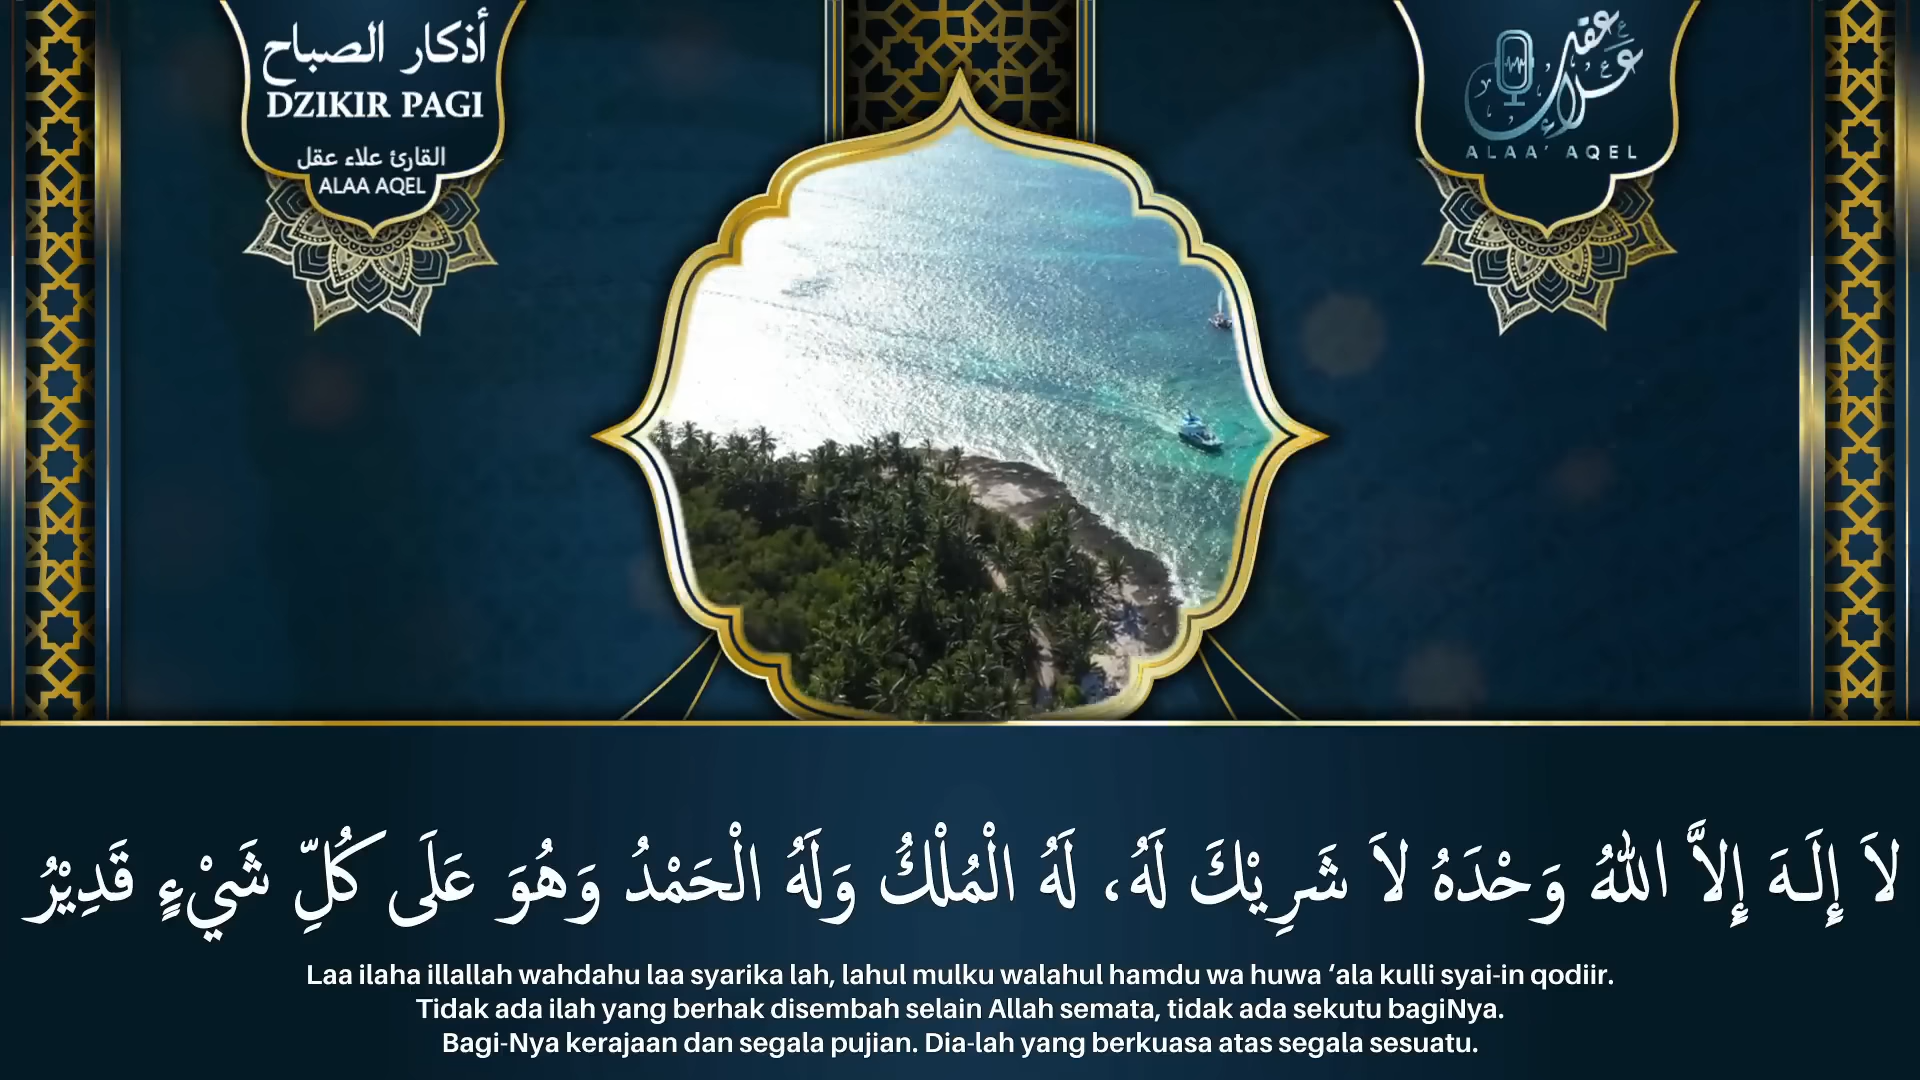 أذكار الصباح
DZIKIR PAGI
القارئ علاء عقل
ALAA AQEL
علاء عقل
ALAA' AQEL
لاَ إِلَـهَ إِلاَّ اللهُ وَحْدَهُ لاَ شَرِيْكَ لَهُ، لَهُ الْمُلْكُ وَلَهُ الْحَمْدُ وَهُوَ عَلَى كُلِّ شَيْءٍ قَدِيْرُ
Laa ilaha illallah wahdahu laa syarika lah, lahul mulku walahul hamdu wa huwa ’ala kulli syai-in qodiir.
Tidak ada ilah yang berhak disembah selain Allah semata, tidak ada sekutu bagiNya.
Bagi-Nya kerajaan dan segala pujian. Dia-lah yang berkuasa atas segala sesuatu.